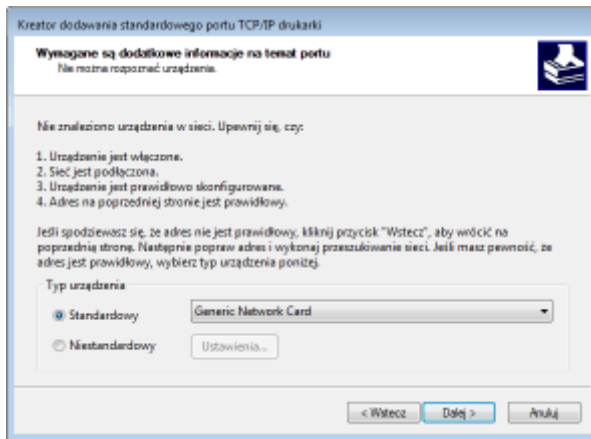 Kreator dodawania standardowego portu TCP/IP drukarki
Wymagane są dodatkowe informacje na temat portu
Nie można rozpoznać urządzenia.
Nie znaleziono urządzenia w sieci. Upewnij się, czy:
1. Urządzenie jest włączone.
2. Sieć jest podłączona.
3. Urządzenie jest prawidłowo skonfigurowane.
4. Adres na poprzedniej stronie jest prawidłowy.
Jeśli spodziewasz się, że adres nie jest prawidłowy, kliknij przycisk "Wstecz", aby wrócić na
poprzednią stronę. Następnie popraw adres i wykonaj przeszukiwanie sieci. Jeśli masz pewność, że
adres jest prawidłowy, wybierz typ urządzenia poniżej.
Typ urządzenia
Standardowy
Generic Network Card
Niestandardowy
Ustawienia...
< Wstecz
Dalej >
Anuluj